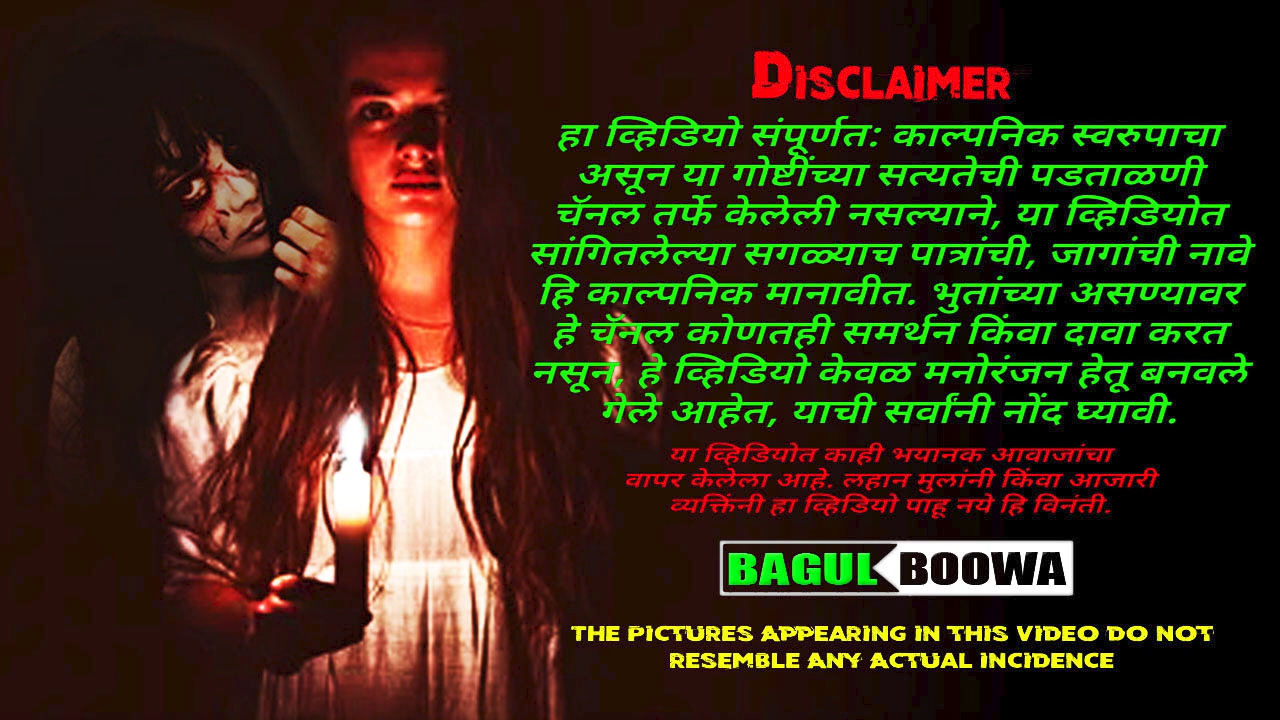 DISCLAIMER
हा व्हिडियो संपूर्णत: काल्पनिक स्वरुपाचा
असून या गोष्टींच्या सत्यतेची पडताळणी
चॅनल तर्फे केलेली नसल्याने, या व्हिडियोत
सांगितलेल्या सगळ्याच पात्रांची, जागांची नावे
हि काल्पनिक मानावीत. भुतांच्या असण्यावर
हे चॅनल कोणतही समर्थन किंवा दावा करत
नसून, हे व्हिडियो केवळ मनोरंजन हेतू बनवले
गेले आहेत, याची सर्वांनी नोंद घ्यावी.
या व्हिडियोत काही भयानक आवाजांचा
वापर केलेला आहे. लहान मुलांनी किंवा आजारी
व्यक्तिंनी हा व्हिडियो पाहू नये हि विनंती.
BAGUL BOOWA
THE PICTURES APPEARING IN THIS VIDEO DO NOT
RESEMBLE ANY ACTUAL INCIDENCE